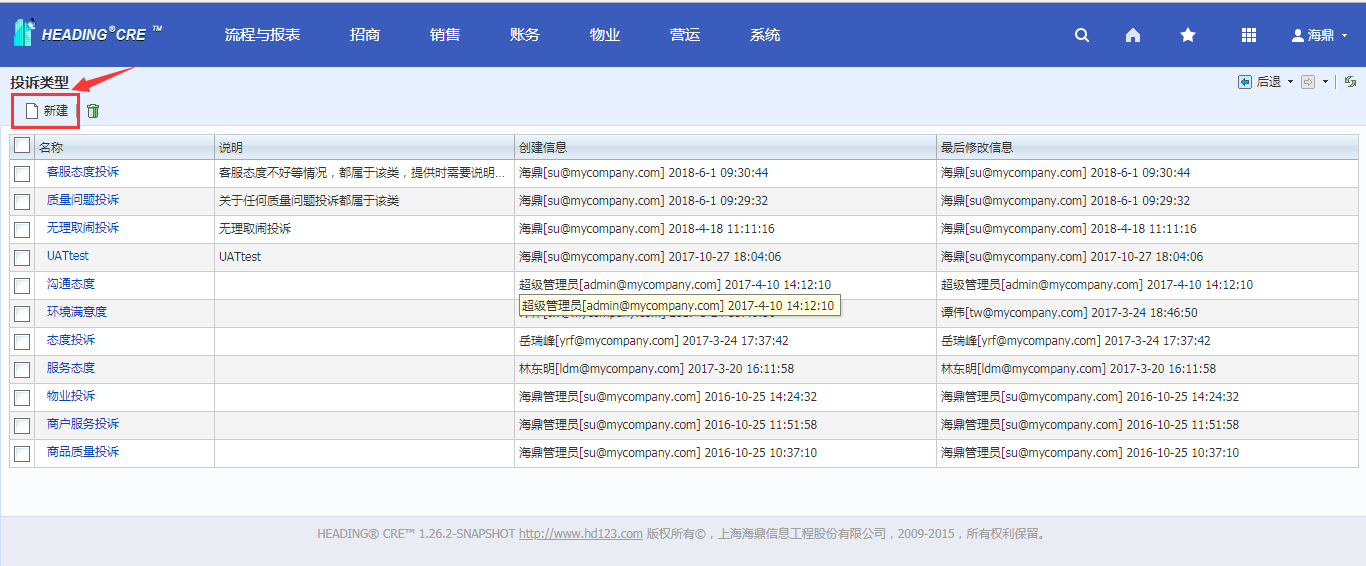 HEADING®CRE™ 流程与报表 招商 销售 账务 物业 营运 系统 海鼎
投诉类型 后退
新建
名称 说明 创建信息 最后修改信息
客服态度投诉 客服态度不好等情况，都属于该类，提供时需要说明... 海鼎[su@mycompany.com] 2018-6-1 09:30:44 海鼎[su@mycompany.com] 2018-6-1 09:30:44
质量问题投诉 关于任何质量问题投诉都属于该类 海鼎[su@mycompany.com] 2018-6-1 09:29:32 海鼎[su@mycompany.com] 2018-6-1 09:29:32
无理取闹投诉 无理取闹投诉 海鼎[su@mycompany.com] 2018-4-18 11:11:16 海鼎[su@mycompany.com] 2018-4-18 11:11:16
UATtest UATtest 海鼎[su@mycompany.com] 2017-10-27 18:04:06 海鼎[su@mycompany.com] 2017-10-27 18:04:06
沟通态度 超级管理员[admin@mycompany.com] 2017-4-10 14:12:10 超级管理员[admin@mycompany.com] 2017-4-10 14:12:10
超级管理员[admin@mycompany.com] 2017-4-10 14:12:10
环境满意度 谭伟[tw@mycompany.com] 2017-3-24 18:46:50
态度投诉 岳瑞峰[yrf@mycompany.com] 2017-3-24 17:37:42 岳瑞峰[yrf@mycompany.com] 2017-3-24 17:37:42
服务态度 林东明[ldm@mycompany.com] 2017-3-20 16:11:58 林东明[ldm@mycompany.com] 2017-3-20 16:11:58
物业投诉 海鼎管理员[su@mycompany.com] 2016-10-25 14:24:32 海鼎管理员[su@mycompany.com] 2016-10-25 14:24:32
商户服务投诉 海鼎管理员[su@mycompany.com] 2016-10-25 11:51:58 海鼎管理员[su@mycompany.com] 2016-10-25 11:51:58
商品质量投诉 海鼎管理员[su@mycompany.com] 2016-10-25 10:37:10 海鼎管理员[su@mycompany.com] 2016-10-25 10:37:10
HEADING® CRE™ 1.26.2-SNAPSHOT http://www.hd123.com 版权所有©，上海海鼎信息工程股份有限公司，2009-2015，所有权利保留。